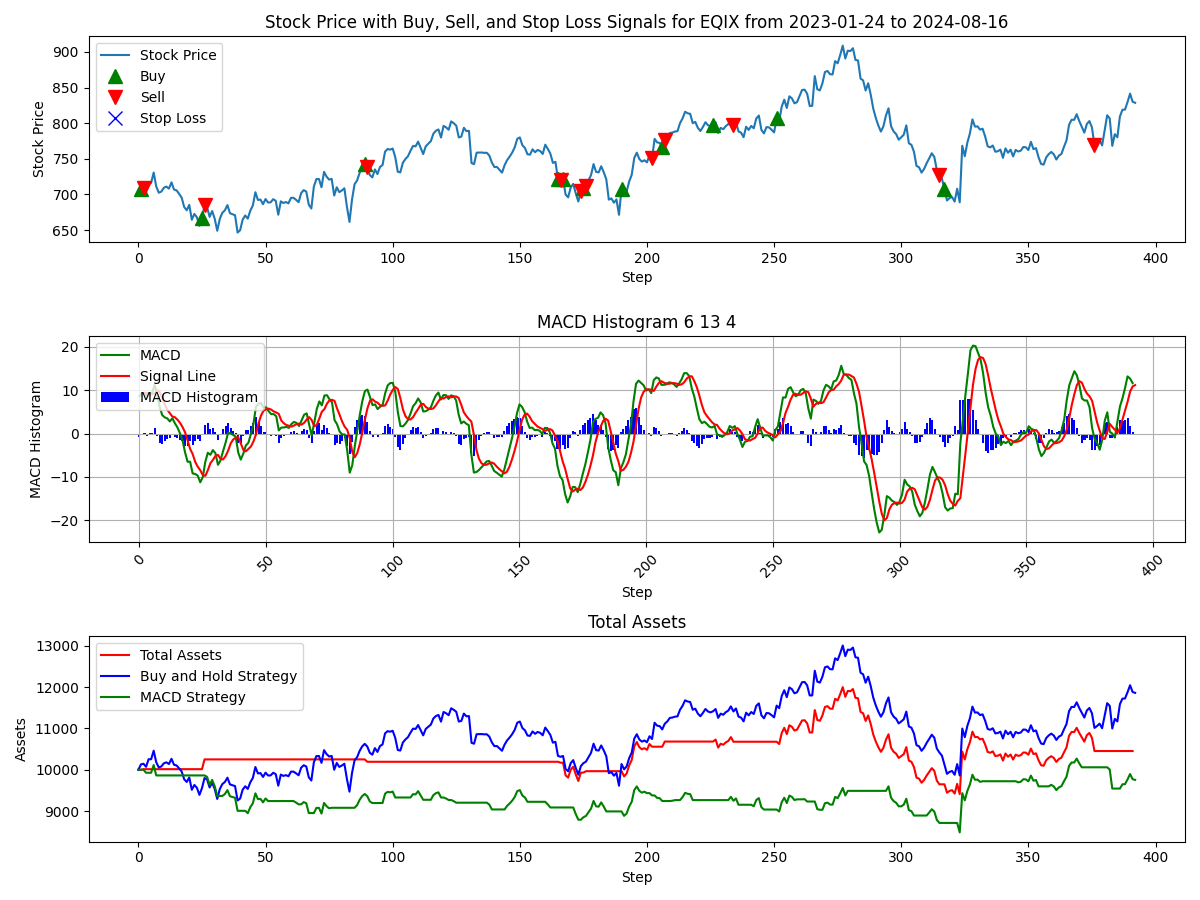 Stock Price with Buy, Sell, and Stop Loss Signals for EQIX from 2023-01-24 to 2024-08-16
Stock Price
Buy
Sell
Stop Loss
Stock Price
900
850
800
750
700
650
0 50 100 150 200 250 300 350 400
Step
MACD Histogram 6 13 4
MACD
Signal Line
MACD Histogram
MACD Histogram
20
10
0
−10
−20
0 50 100 150 200 250 300 350 400
Step
Total Assets
Total Assets
Buy and Hold Strategy
MACD Strategy
Assets
13000
12000
11000
10000
9000
0 50 100 150 200 250 300 350 400
Step